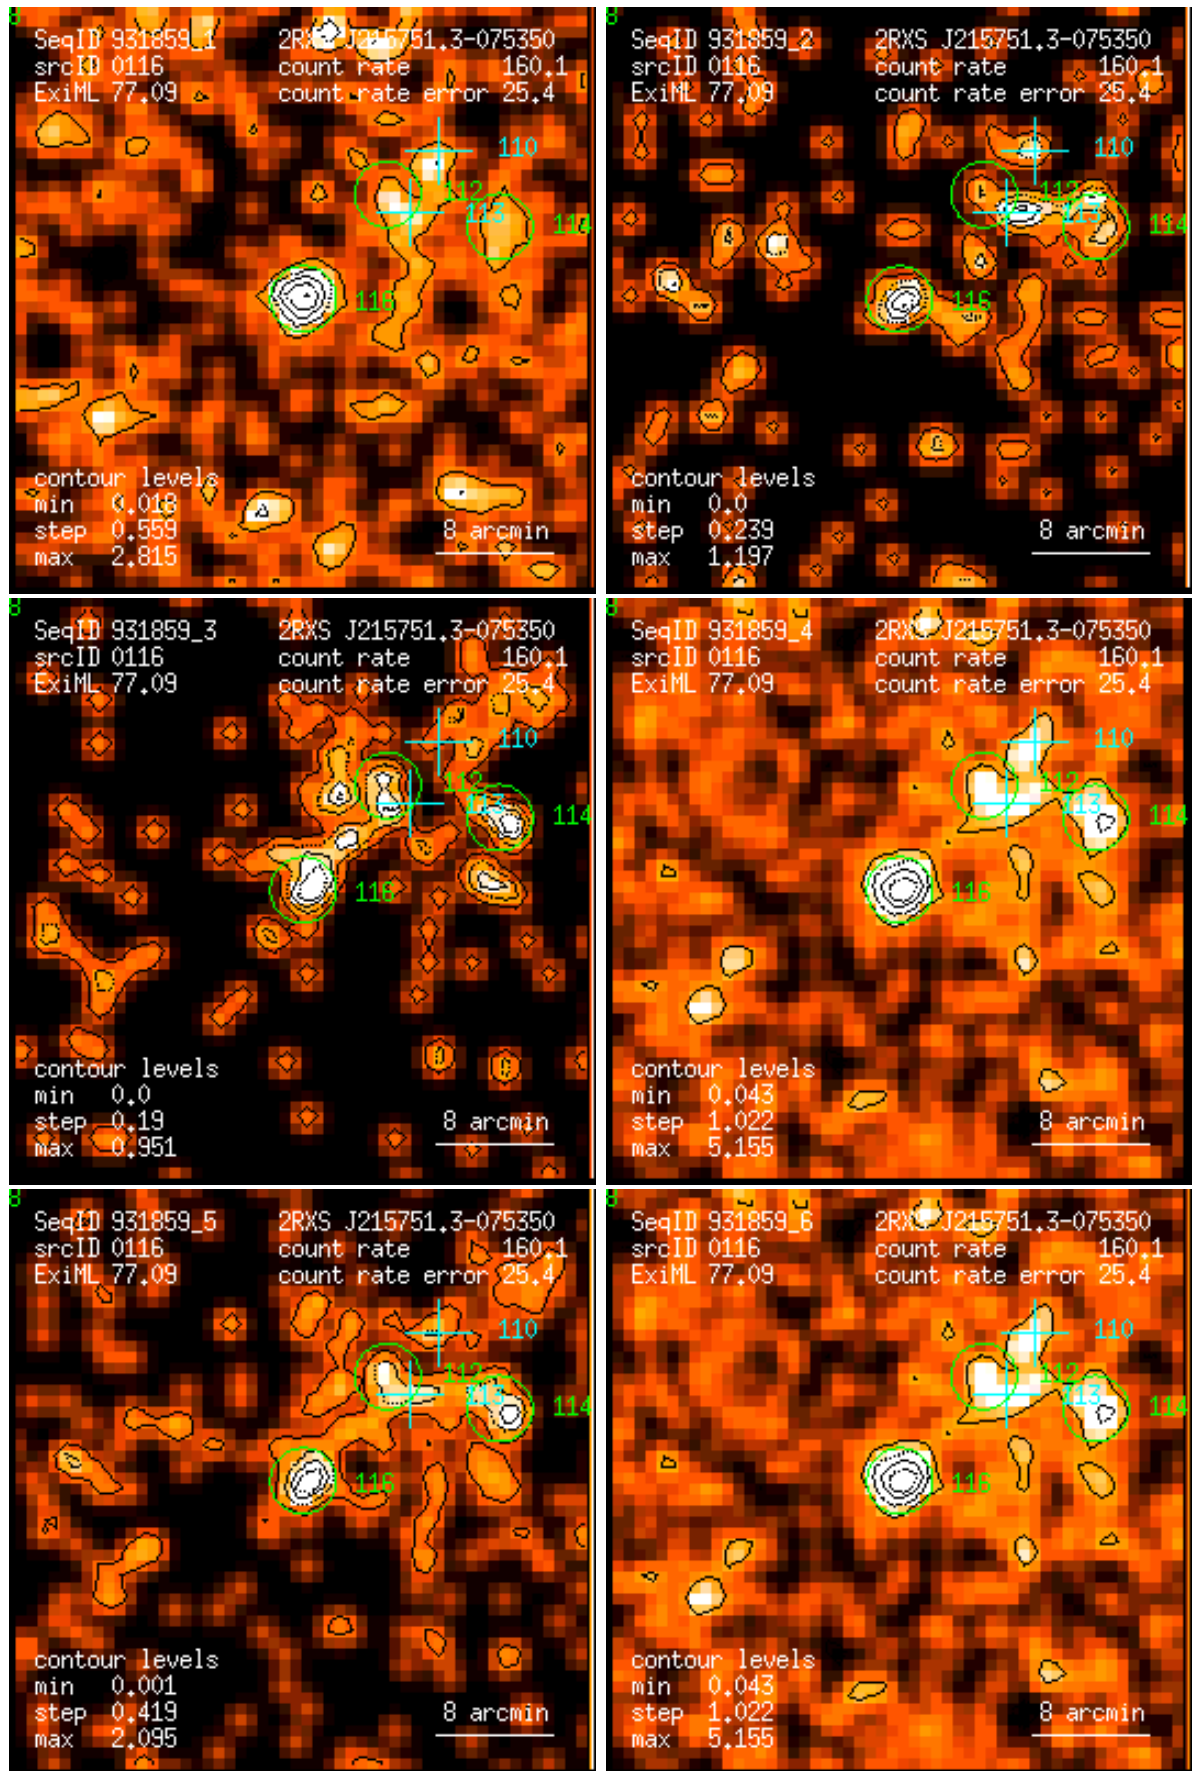 8
SeqID 931859_1 2RXS J215751.3-075350
srcID 0116 count rate 160.1
ExiML 77.09 count rate error 25.4
110
112
113
114
116
contour levels
min 0.018
step 0.559
max 2.815
8 arcmin
8
SeqID 931859_2 2RXS J215751.3-075350
srcID 0116 count rate 160.1
ExiML 77.09 count rate error 25.4
110
112
113
114
116
contour levels
min 0.0
step 0.239
max 1.197
8 arcmin
8
SeqID 931859_3 2RXS J215751.3-075350
srcID 0116 count rate 160.1
ExiML 77.09 count rate error 25.4
110
112
113
114
116
contour levels
min 0.0
step 0.19
max 0.951
8 arcmin
8
SeqID 931859_4 2RXS J215751.3-075350
srcID 0116 count rate 160.1
ExiML 77.09 count rate error 25.4
110
112
113
114
116
contour levels
min 0.043
step 1.022
max 5.155
8 arcmin
8
SeqID 931859_5 2RXS J215751.3-075350
srcID 0116 count rate 160.1
ExiML 77.09 count rate error 25.4
110
112
113
114
116
contour levels
min 0.001
step 0.419
max 2.095
8 arcmin
8
SeqID 931859_6 2RXS J215751.3-075350
srcID 0116 count rate 160.1
ExiML 77.09 count rate error 25.4
110
112
113
114
116
contour levels
min 0.043
step 1.022
max 5.155
8 arcmin